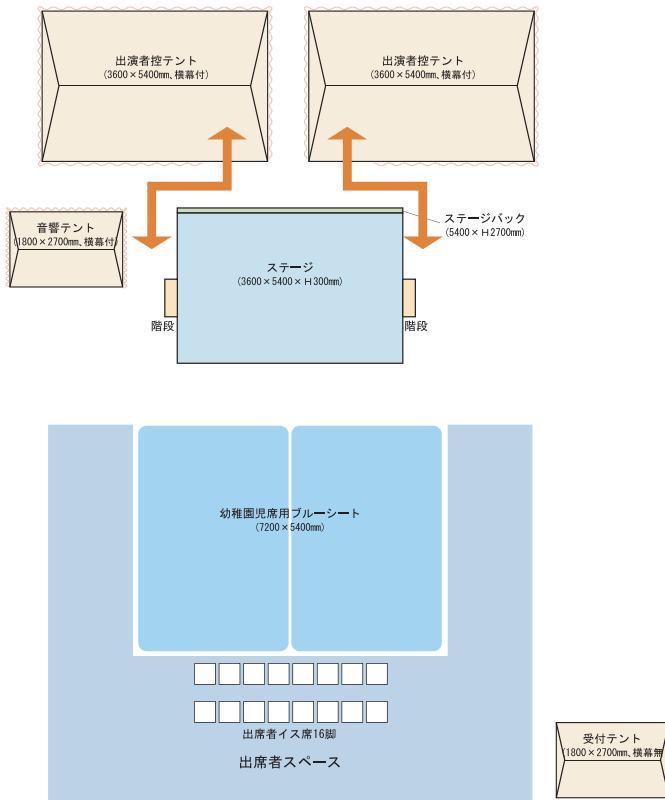 出演者控テント
(3600×5400mm、横幕付)
出演者控テント
(3600×5400mm、横幕付)
音響テント
(1800×2700mm、横幕付)
ステージバック
(5400×H2700mm)
ステージ
(3600×5400×H300mm)
階段
階段
幼稚園児席用ブルーシート
(7200×5400mm)
出席者イス席16脚
出席者スペース
受付テント
(1800×2700mm、横幕無